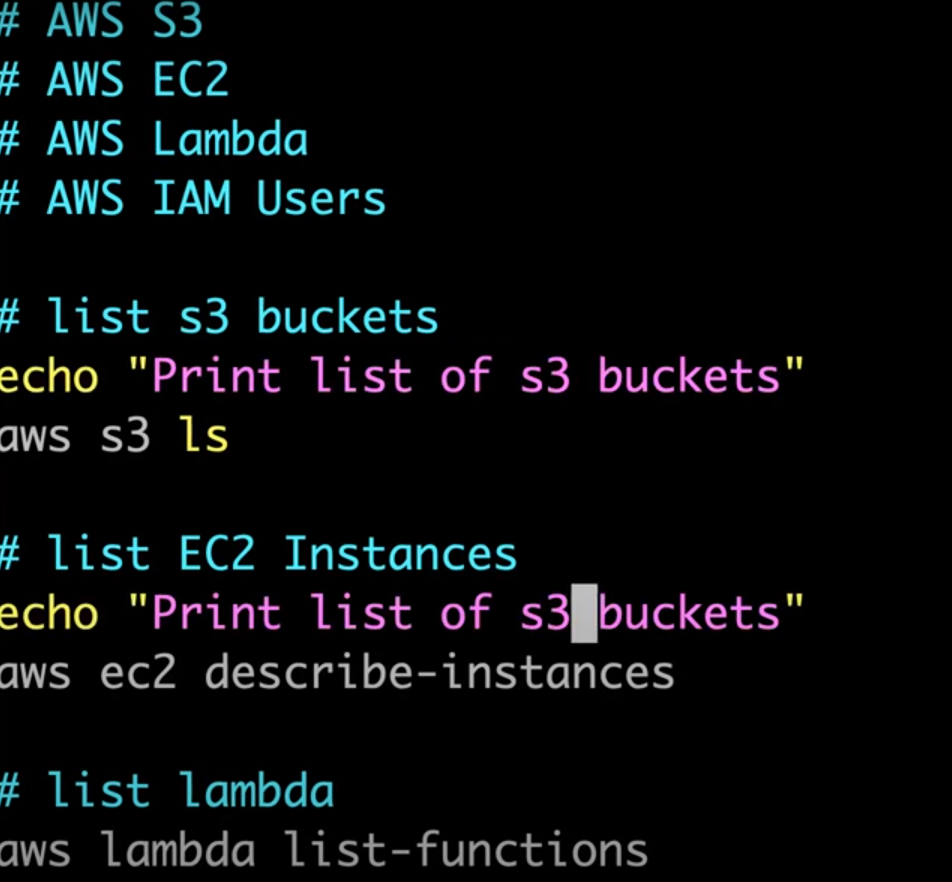 # AWS S3
# AWS EC2
# AWS Lambda
# AWS IAM Users
# list s3 buckets
echo "Print list of s3 buckets"
aws s3 ls
# list EC2 Instances
echo "Print list of s3 buckets"
aws ec2 describe-instances
# list lambda
aws lambda list-functions